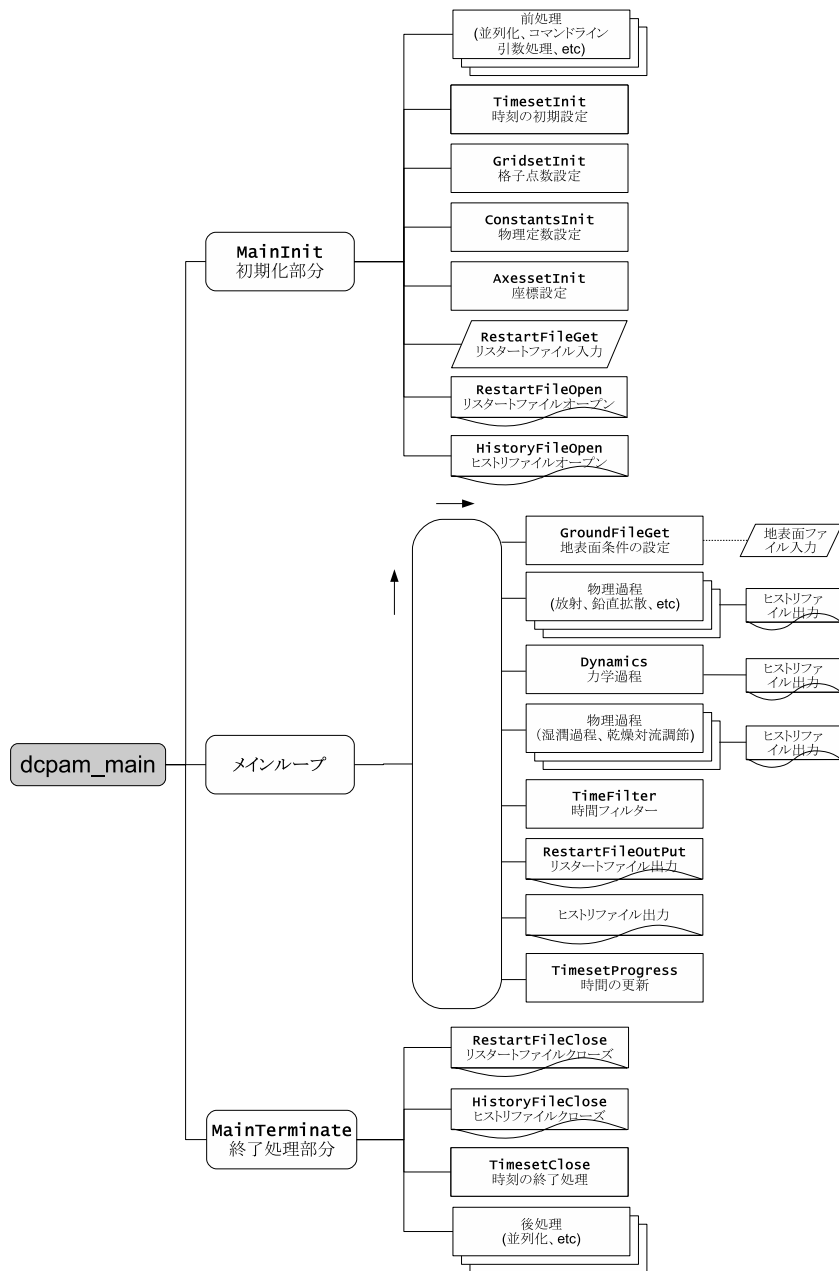 前処理
(並列化、コマンドライン
引数処理、etc)
TimesetInit
時刻の初期設定
GridsetInit
格子点数設定
ConstantsInit
物理定数設定
MainInit
初期化部分
AxessetInit
座標設定
RestartFileGet
リスタートファイル入力
RestartFileOpen
リスタートファイルオープン
HistoryFileOpen
ヒストリファイルオープン
GroundFileGet
地表面条件の設定
地表面ファ
イル入力
物理過程
(放射、鉛直拡散、etc)
ヒストリファ
イル出力
Dynamics
力学過程
ヒストリファ
イル出力
物理過程
(湿潤過程、乾燥対流調節)
ヒストリファ
イル出力
dcpam_main
メインループ
TimeFilter
時間フィルター
RestartFileOutPut
リスタートファイル出力
ヒストリファイル出力
TimesetProgress
時間の更新
RestartFileClose
リスタートファイルクローズ
HistoryFileClose
ヒストリファイルクローズ
MainTerminate
終了処理部分
TimesetClose
時刻の終了処理
後処理
(並列化、etc)